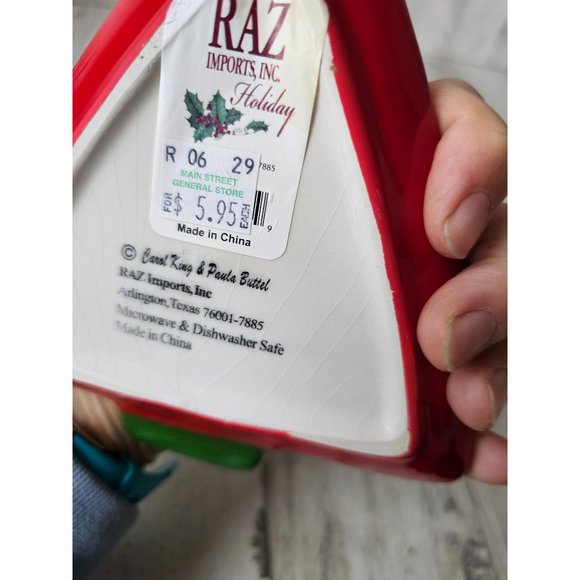 RAZ
IMPORTS, INC.
Holiday
R 06 29
7885
MAIN STREET
GENERAL STORE
FOR $ 5.95 EACH
9
Made in China
© Carol King & Paula Buttel
RAZ Imports, Inc
Arlington, Texas 76001-7885
Microwave & Dishwasher Safe
Made in China